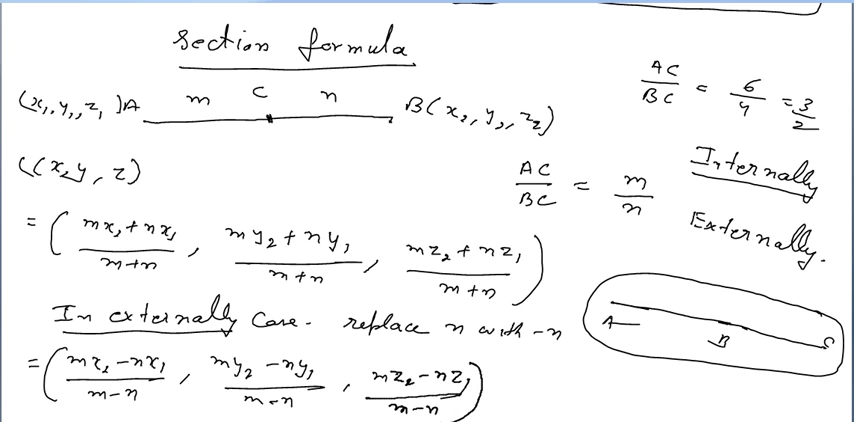 Section formula
(x₁, y₁, z₁)A m C n B(x₂, y₂, z₂)
AC/BC = 6/4 = 3/2
C(x, y, z)
AC/BC = m/n
Internally
Externally.
= ( (mx₂+nx₁)/(m+n), (my₂+ny₁)/(m+n), (mz₂+nz₁)/(m+n) )
In externally case. replace n with -n
A B C
= ( (mx₂-nx₁)/(m-n), (my₂-ny₁)/(m-n), (mz₂-nz₁)/(m-n) )